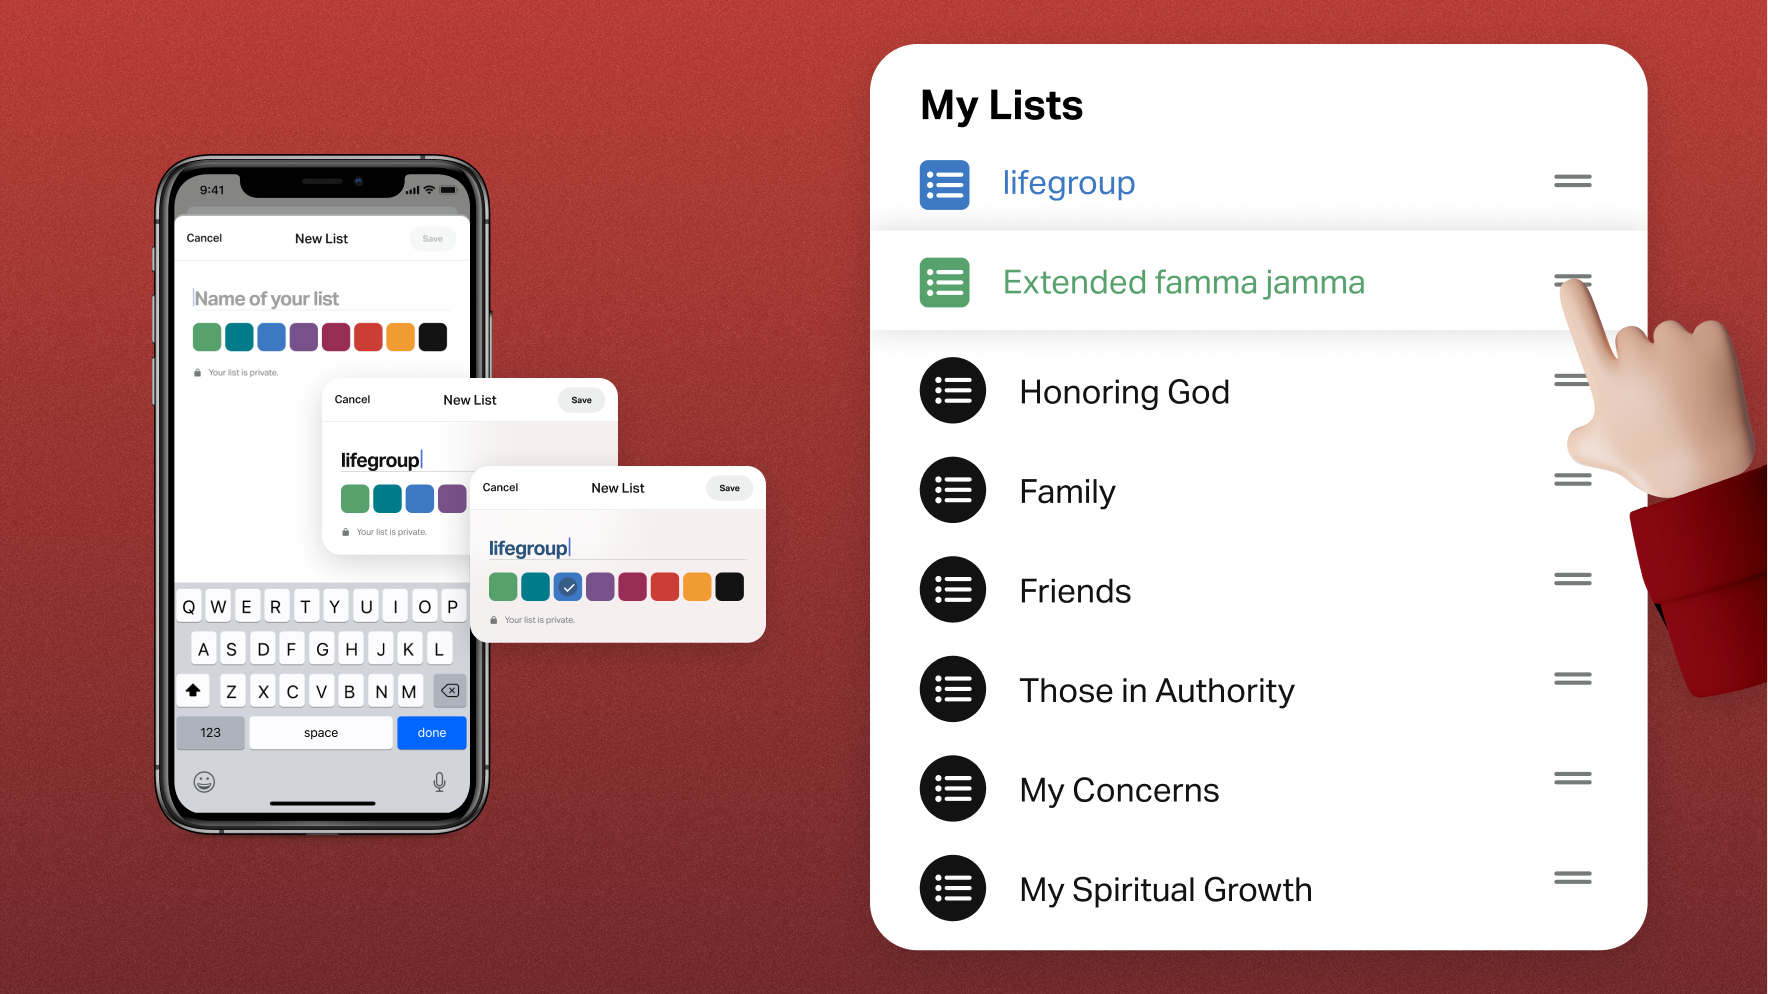 9:41
Cancel New List Save
Name of your list
Your list is private.
Cancel New List Save
lifegroup
Your list is private.
Cancel New List Save
lifegroup
Your list is private.
Q W E R T Y U I O P
A S D F G H J K L
Z X C V B N M
123 space done
My Lists
lifegroup
Extended famma jamma
Honoring God
Family
Friends
Those in Authority
My Concerns
My Spiritual Growth